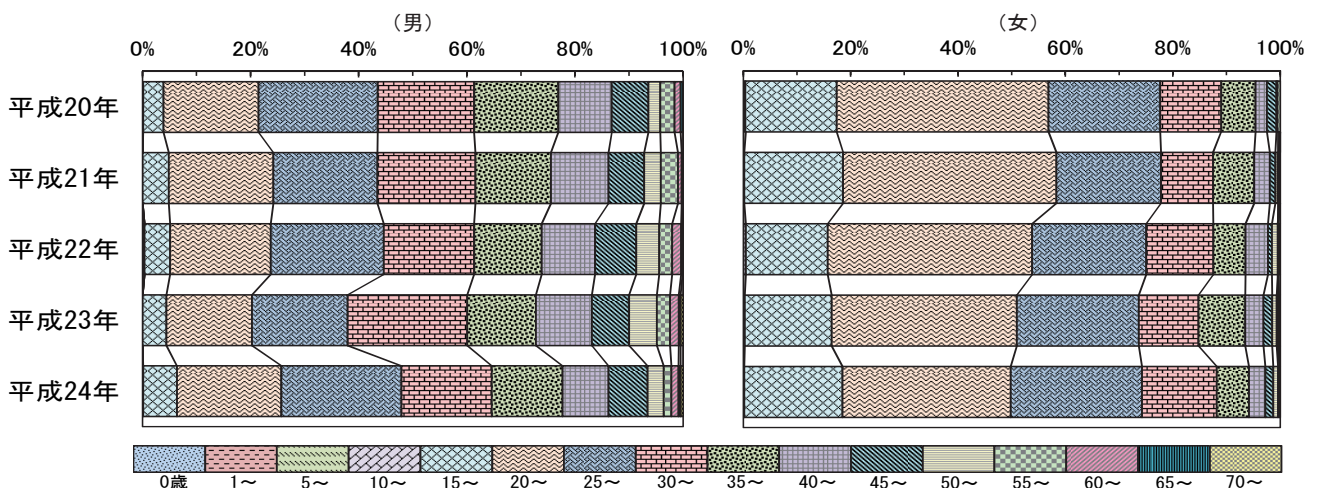 （男） （女）
0% 20% 40% 60% 80% 100% 0% 20% 40% 60% 80% 100%
平成20年
平成21年
平成22年
平成23年
平成24年
0歳 1～ 5～ 10～ 15～ 20～ 25～ 30～ 35～ 40～ 45～ 50～ 55～ 60～ 65～ 70～